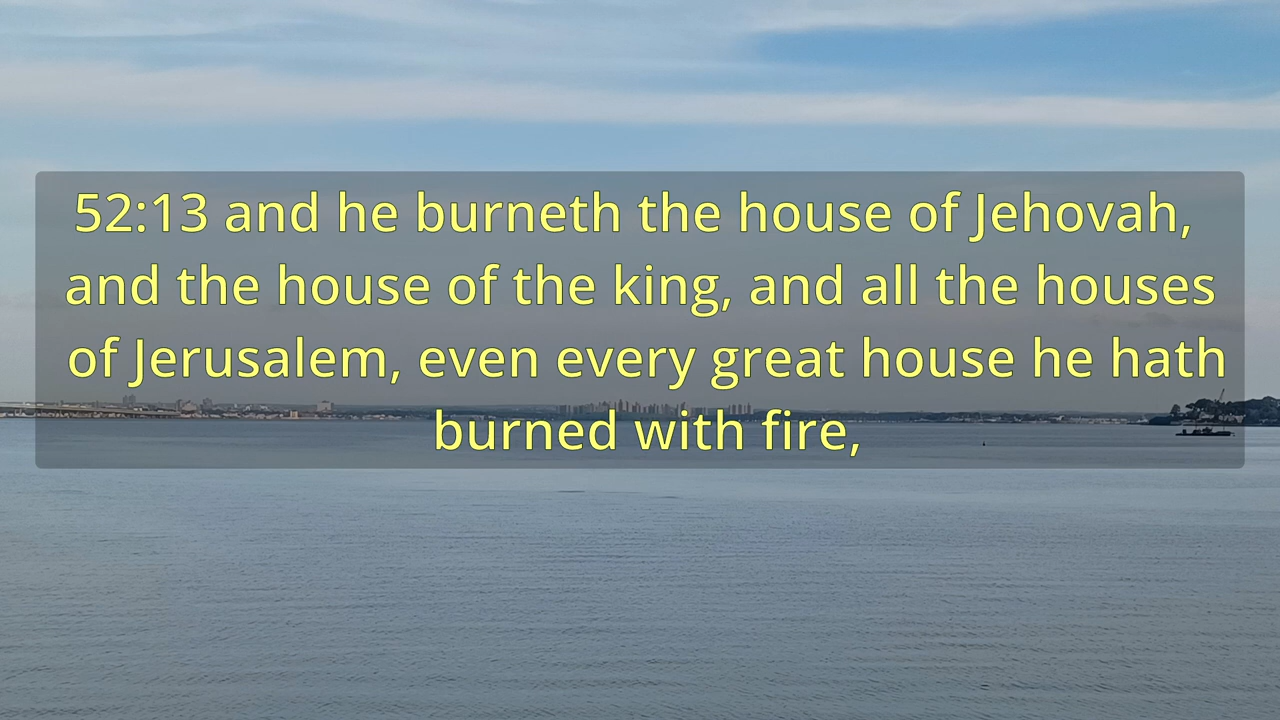 52:13 and he burneth the house of Jehovah,
and the house of the king, and all the houses
of Jerusalem, even every great house he hath
burned with fire,